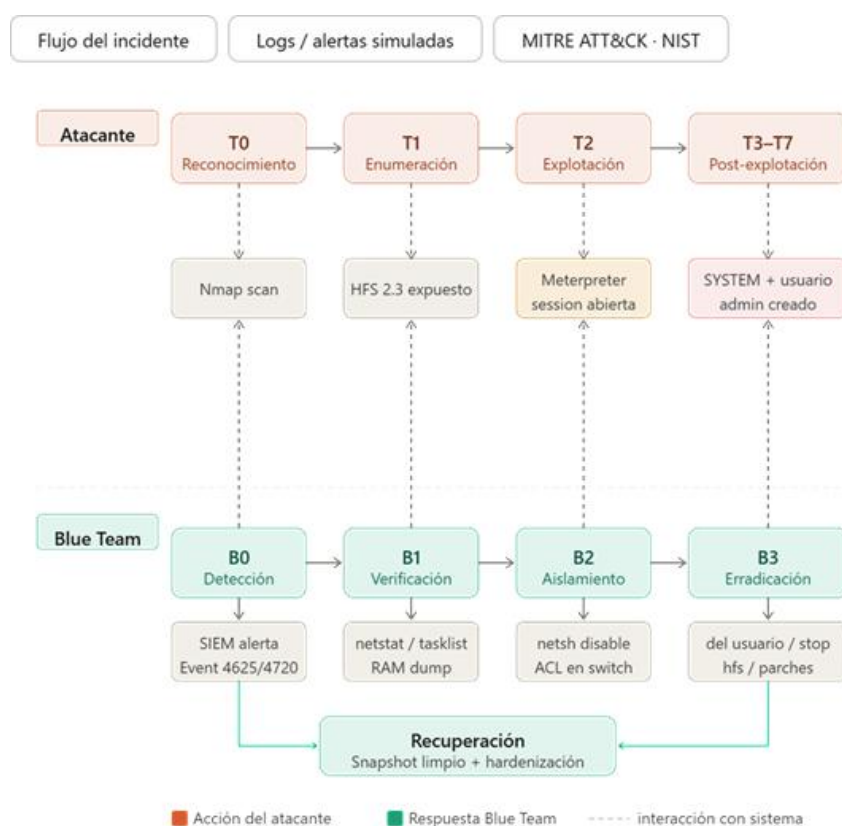 Flujo del incidente
Logs / alertas simuladas
MITRE ATT&CK · NIST
Atacante
T0
Reconocimiento
T1
Enumeración
T2
Explotación
T3–T7
Post-explotación
Nmap scan
HFS 2.3 expuesto
Meterpreter
session abierta
SYSTEM + usuario
admin creado
Blue Team
B0
Detección
B1
Verificación
B2
Aislamiento
B3
Erradicación
SIEM alerta
Event 4625/4720
netstat / tasklist
RAM dump
netsh disable
ACL en switch
del usuario / stop
hfs / parches
Recuperación
Snapshot limpio + hardenización
Acción del atacante
Respuesta Blue Team
interacción con sistema